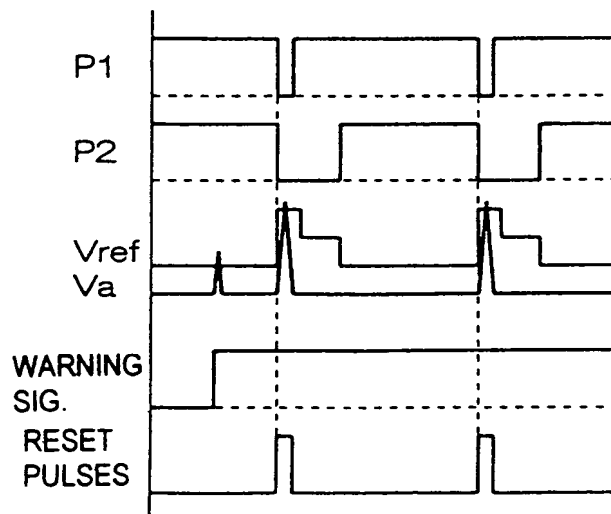 P1
P2
Vref
Va
WARNING
SIG.
RESET
PULSES